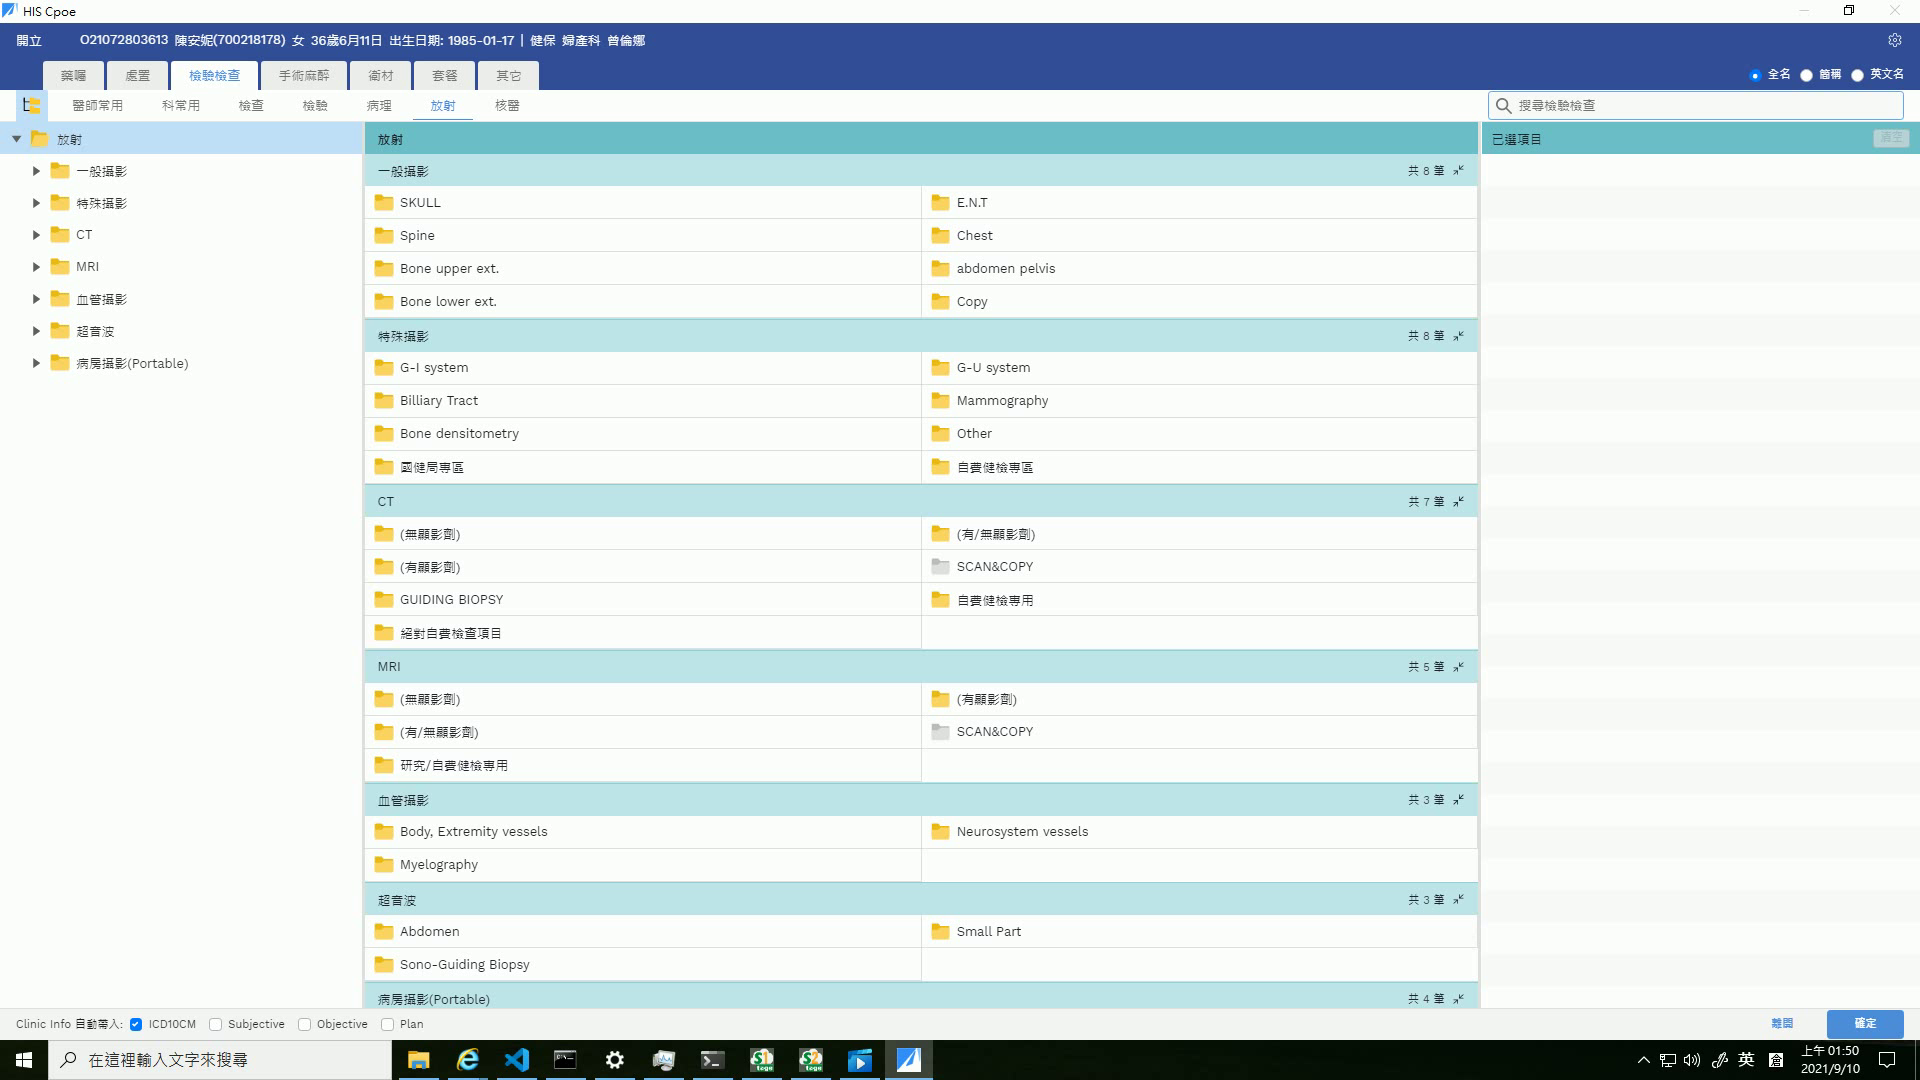 HIS Cpoe
開立 O21072803613 陳安妮(700218178) 女 36歲6月11日 出生日期: 1985-01-17 | 健保 婦產科 曾倫娜
藥囑 處置 檢驗檢查 手術麻醉 衛材 套餐 其它
全名 簡稱 英文名
醫師常用 科常用 檢查 檢驗 病理 放射 核醫
搜尋檢驗檢查
放射
一般攝影
特殊攝影
CT
MRI
血管攝影
超音波
病房攝影(Portable)
放射
一般攝影 共 8 筆
SKULL E.N.T
Spine Chest
Bone upper ext. abdomen pelvis
Bone lower ext. Copy
特殊攝影 共 8 筆
G-I system G-U system
Billiary Tract Mammography
Bone densitometry Other
國健局專區 自費健檢專區
CT 共 7 筆
(無顯影劑) (有/無顯影劑)
(有顯影劑) SCAN&COPY
GUIDING BIOPSY 自費健檢專用
絕對自費檢查項目
MRI 共 5 筆
(無顯影劑) (有顯影劑)
(有/無顯影劑) SCAN&COPY
研究/自費健檢專用
血管攝影 共 3 筆
Body, Extremity vessels Neurosystem vessels
Myelography
超音波 共 3 筆
Abdomen Small Part
Sono-Guiding Biopsy
病房攝影(Portable) 共 4 筆
已選項目 清空
Clinic Info 自動帶入: ICD10CM Subjective Objective Plan
離開 確定
在這裡輸入文字來搜尋
英
上午 01:50
2021/9/10